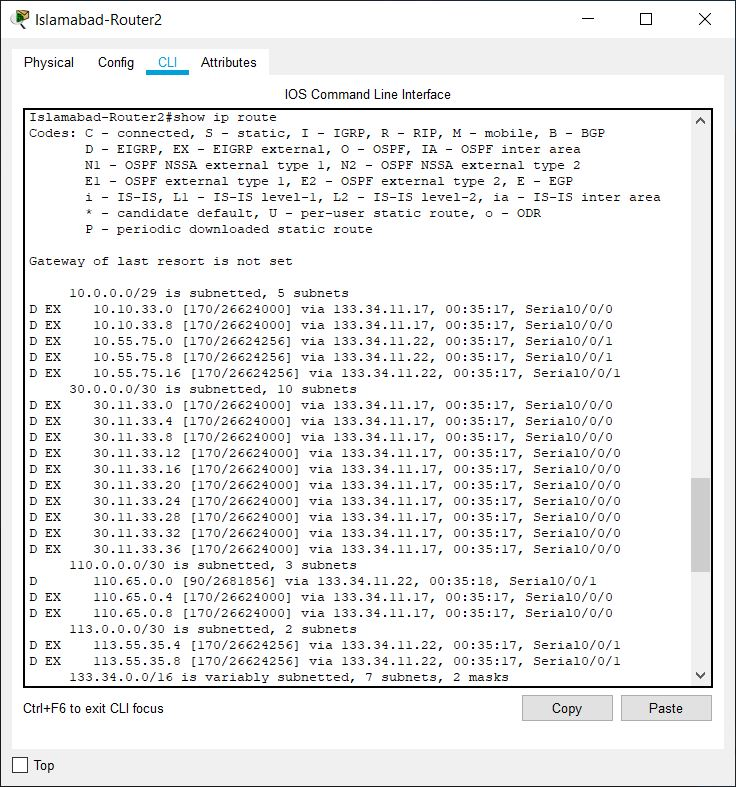 Islamabad-Router2
Physical Config CLI Attributes
IOS Command Line Interface
Islamabad-Router2#show ip route
Codes: C - connected, S - static, I - IGRP, R - RIP, M - mobile, B - BGP
D - EIGRP, EX - EIGRP external, O - OSPF, IA - OSPF inter area
N1 - OSPF NSSA external type 1, N2 - OSPF NSSA external type 2
E1 - OSPF external type 1, E2 - OSPF external type 2, E - EGP
i - IS-IS, L1 - IS-IS level-1, L2 - IS-IS level-2, ia - IS-IS inter area
* - candidate default, U - per-user static route, o - ODR
P - periodic downloaded static route
Gateway of last resort is not set
10.0.0.0/29 is subnetted, 5 subnets
D EX 10.10.33.0 [170/26624000] via 133.34.11.17, 00:35:17, Serial0/0/0
D EX 10.10.33.8 [170/26624000] via 133.34.11.17, 00:35:17, Serial0/0/0
D EX 10.55.75.0 [170/26624256] via 133.34.11.22, 00:35:17, Serial0/0/1
D EX 10.55.75.8 [170/26624256] via 133.34.11.22, 00:35:17, Serial0/0/1
D EX 10.55.75.16 [170/26624256] via 133.34.11.22, 00:35:17, Serial0/0/1
30.0.0.0/30 is subnetted, 10 subnets
D EX 30.11.33.0 [170/26624000] via 133.34.11.17, 00:35:17, Serial0/0/0
D EX 30.11.33.4 [170/26624000] via 133.34.11.17, 00:35:17, Serial0/0/0
D EX 30.11.33.8 [170/26624000] via 133.34.11.17, 00:35:17, Serial0/0/0
D EX 30.11.33.12 [170/26624000] via 133.34.11.17, 00:35:17, Serial0/0/0
D EX 30.11.33.16 [170/26624000] via 133.34.11.17, 00:35:17, Serial0/0/0
D EX 30.11.33.20 [170/26624000] via 133.34.11.17, 00:35:17, Serial0/0/0
D EX 30.11.33.24 [170/26624000] via 133.34.11.17, 00:35:17, Serial0/0/0
D EX 30.11.33.28 [170/26624000] via 133.34.11.17, 00:35:17, Serial0/0/0
D EX 30.11.33.32 [170/26624000] via 133.34.11.17, 00:35:17, Serial0/0/0
D EX 30.11.33.36 [170/26624000] via 133.34.11.17, 00:35:17, Serial0/0/0
110.0.0.0/30 is subnetted, 3 subnets
D 110.65.0.0 [90/2681856] via 133.34.11.22, 00:35:18, Serial0/0/1
D EX 110.65.0.4 [170/26624000] via 133.34.11.17, 00:35:17, Serial0/0/0
D EX 110.65.0.8 [170/26624000] via 133.34.11.17, 00:35:17, Serial0/0/0
113.0.0.0/30 is subnetted, 2 subnets
D EX 113.55.35.4 [170/26624256] via 133.34.11.22, 00:35:17, Serial0/0/1
D EX 113.55.35.8 [170/26624256] via 133.34.11.22, 00:35:17, Serial0/0/1
133.34.0.0/16 is variably subnetted, 7 subnets, 2 masks
Ctrl+F6 to exit CLI focus Copy Paste
Top